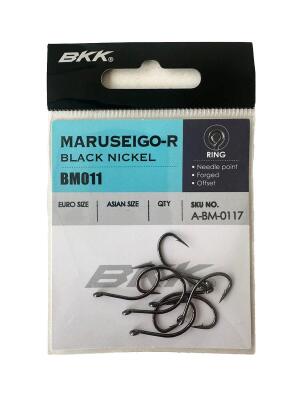 BKK®
MARUSEIGO-R
BLACK NICKEL
BM011
RING
• Needle point
• Forged
• Offset
EURO SIZE
ASIAN SIZE
QTY
SKU NO.
A-BM-0117
BKK